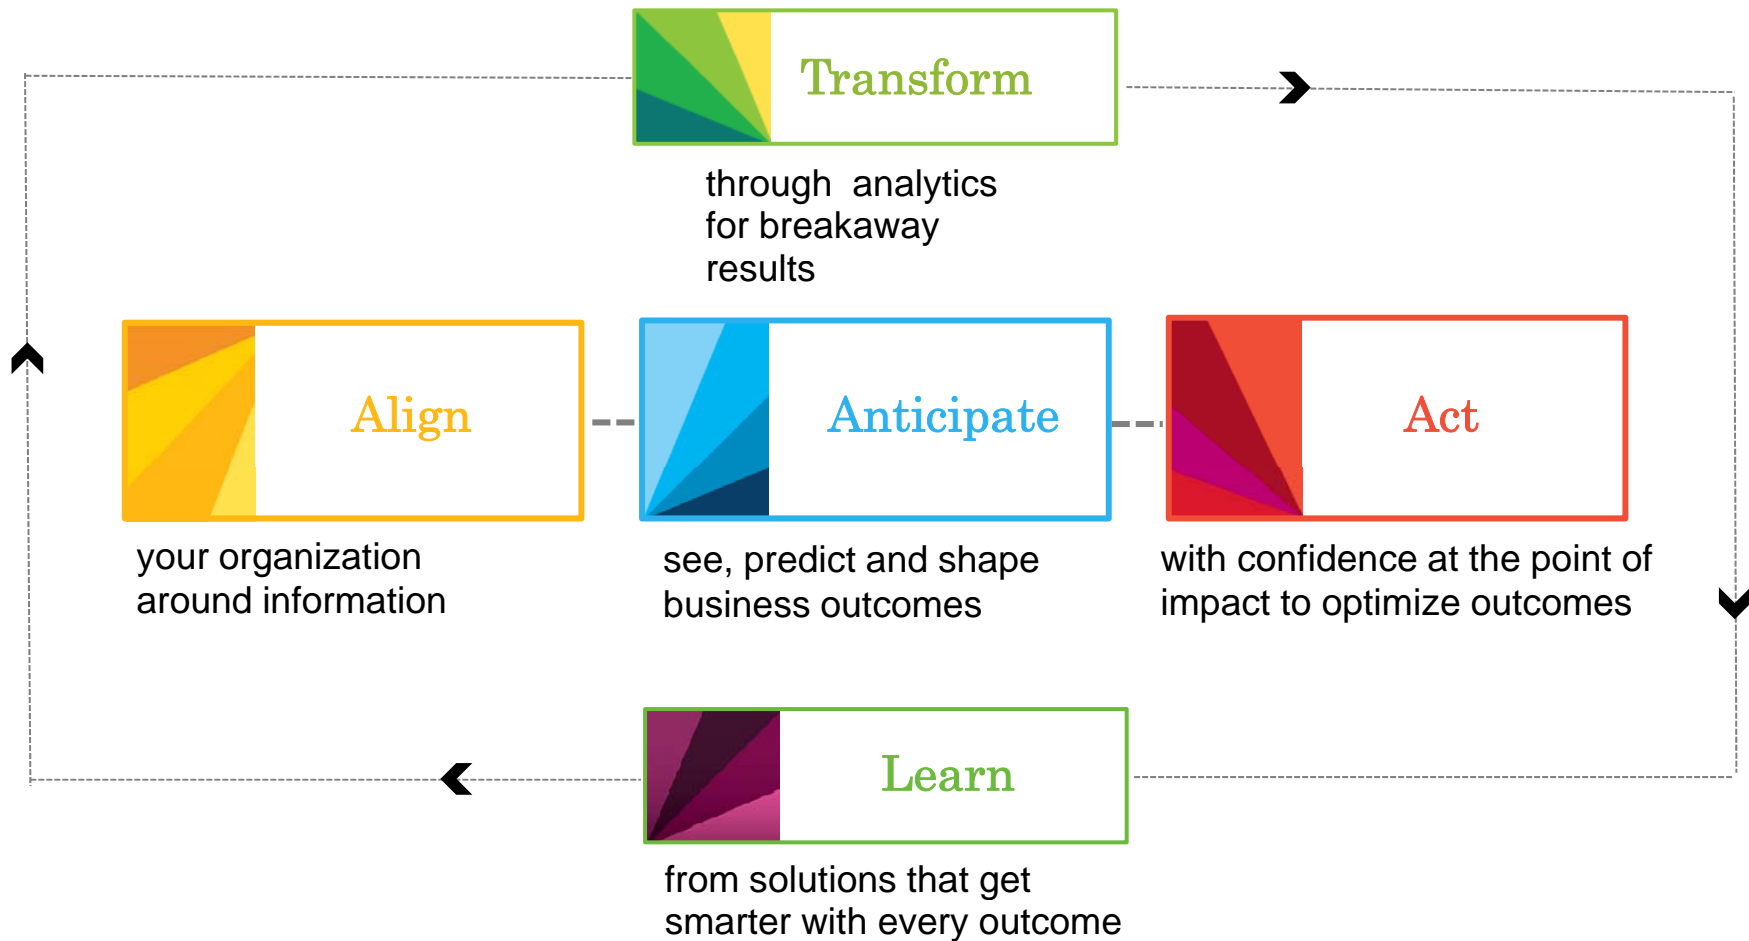 Transform
through analytics
for breakaway
results
Align
your organization
around information
Anticipate
see, predict and shape
business outcomes
Act
with confidence at the point of
impact to optimize outcomes
Learn
from solutions that get
smarter with every outcome